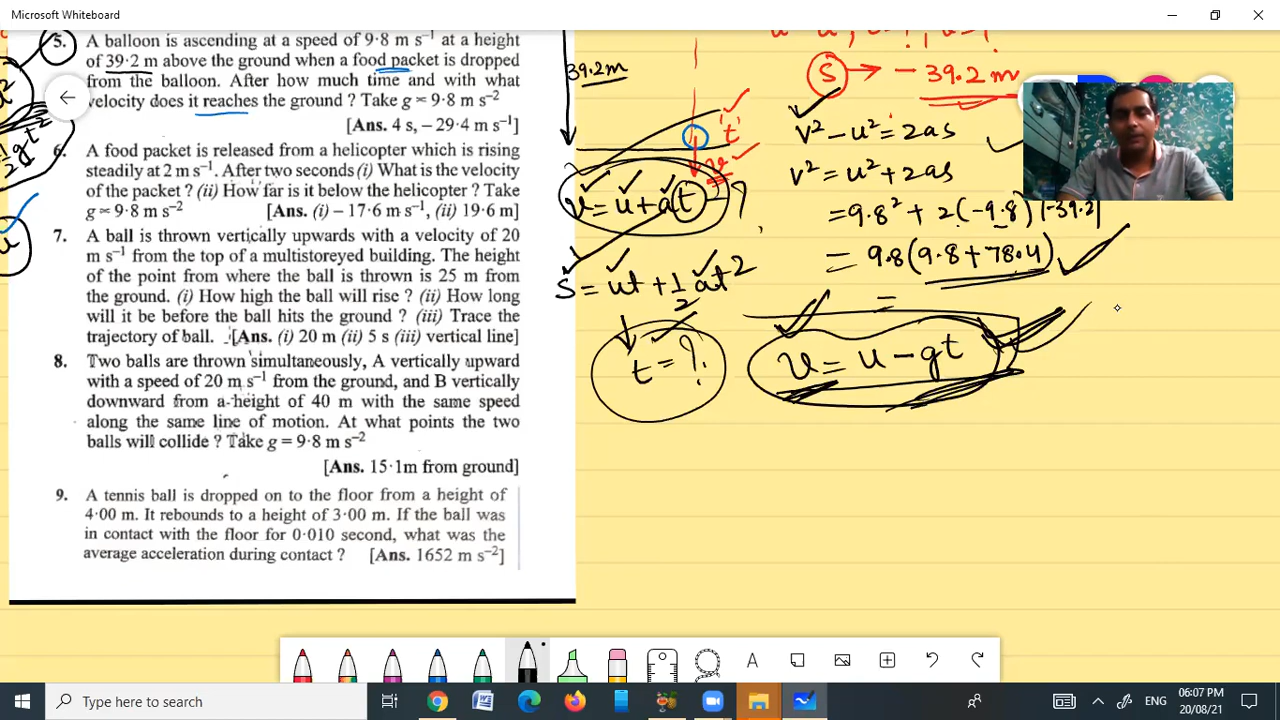 Microsoft Whiteboard
5. A balloon is ascending at a speed of 9·8 m s⁻¹ at a height
of 39·2 m above the ground when a food packet is dropped
from the balloon. After how much time and with what
velocity does it reaches the ground ? Take g = 9·8 m s⁻²
[Ans. 4 s, – 29·4 m s⁻¹]
6. A food packet is released from a helicopter which is rising
steadily at 2 m s⁻¹. After two seconds (i) What is the velocity
of the packet ? (ii) How far is it below the helicopter ? Take
g = 9·8 m s⁻² [Ans. (i) – 17·6 m s⁻¹, (ii) 19·6 m]
7. A ball is thrown vertically upwards with a velocity of 20
m s⁻¹ from the top of a multistoreyed building. The height
of the point from where the ball is thrown is 25 m from
the ground. (i) How high the ball will rise ? (ii) How long
will it be before the ball hits the ground ? (iii) Trace the
trajectory of ball. [Ans. (i) 20 m (ii) 5 s (iii) vertical line]
8. Two balls are thrown simultaneously, A vertically upward
with a speed of 20 m s⁻¹ from the ground, and B vertically
downward from a height of 40 m with the same speed
along the same line of motion. At what points the two
balls will collide ? Take g = 9·8 m s⁻²
[Ans. 15·1m from ground]
9. A tennis ball is dropped on to the floor from a height of
4·00 m. It rebounds to a height of 3·00 m. If the ball was
in contact with the floor for 0·010 second, what was the
average acceleration during contact ? [Ans. 1652 m s⁻²]
39.2m
't'
v
v = u + at = ?
s = ut + 1/2 at²
t = ?
S → - 39.2 m
v² - u² = 2as
v² = u² + 2as
= 9.8² + 2(-9.8)(-39.2)
= 9.8(9.8 + 78.4)
=
v = u - gt
Type here to search
ENG
06:07 PM
20/08/21